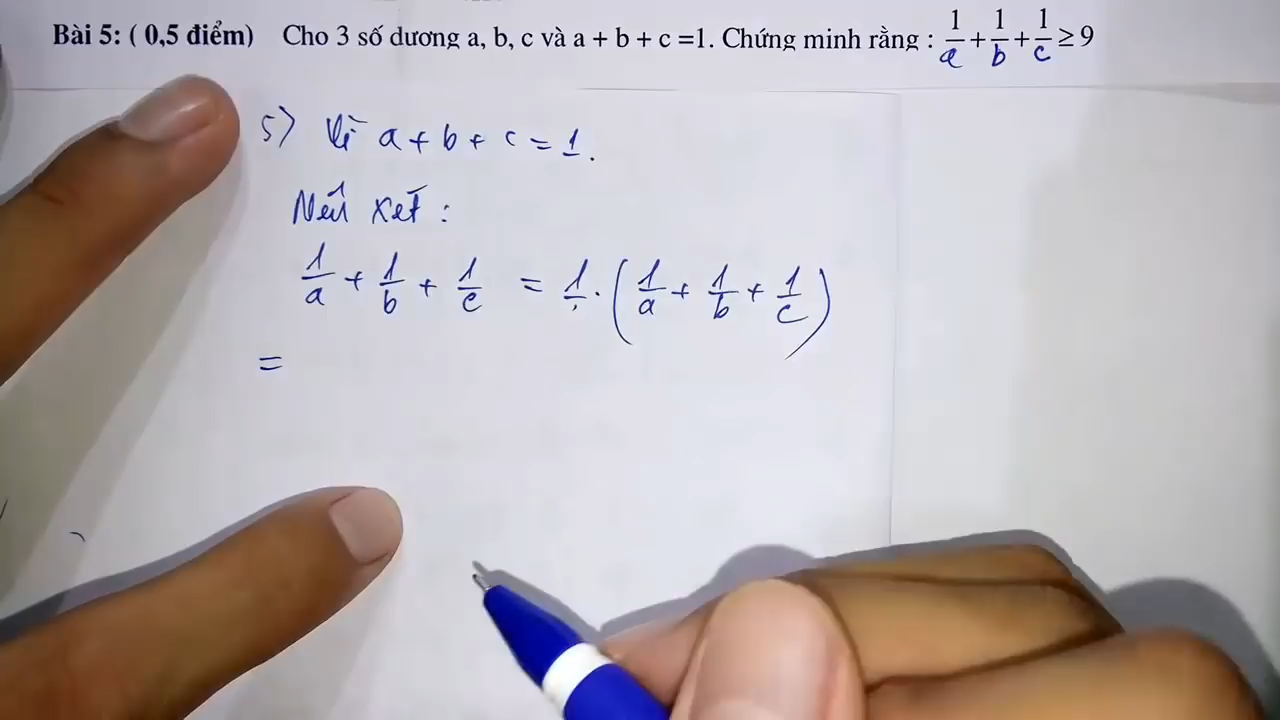 Bài 5: ( 0,5 điểm) Cho 3 số dương a, b, c và a + b + c =1. Chứng minh rằng : 1/a + 1/b + 1/c ≥ 9
5) Vì a + b + c = 1.
Nếu xét :
1/a + 1/b + 1/c = 1 . (1/a + 1/b + 1/c)
=